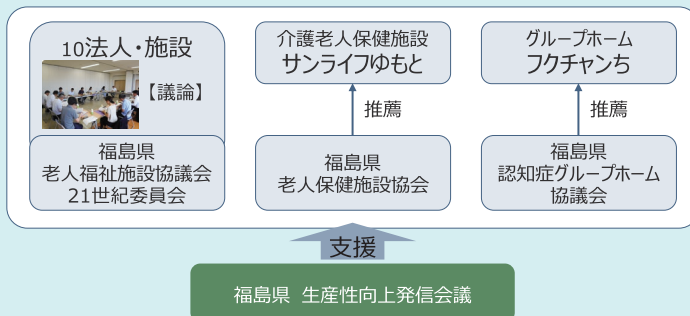 10法人・施設
【議論】
福島県
老人福祉施設協議会
21世紀委員会
介護老人保健施設
サンライフゆもと
推薦
福島県
老人保健施設協会
グループホーム
フクチャンち
推薦
福島県
認知症グループホーム
協議会
支援
福島県 生産性向上発信会議